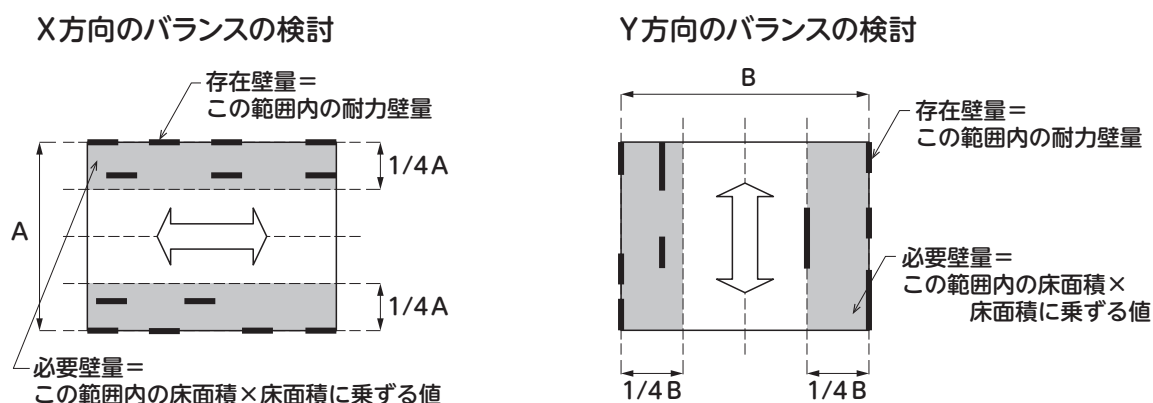 X方向のバランスの検討
存在壁量＝
この範囲内の耐力壁量
1/4A
A
1/4A
必要壁量＝
この範囲内の床面積×床面積に乗ずる値
Y方向のバランスの検討
B
存在壁量＝
この範囲内の耐力壁量
必要壁量＝
この範囲内の床面積×
床面積に乗ずる値
1/4B
1/4B